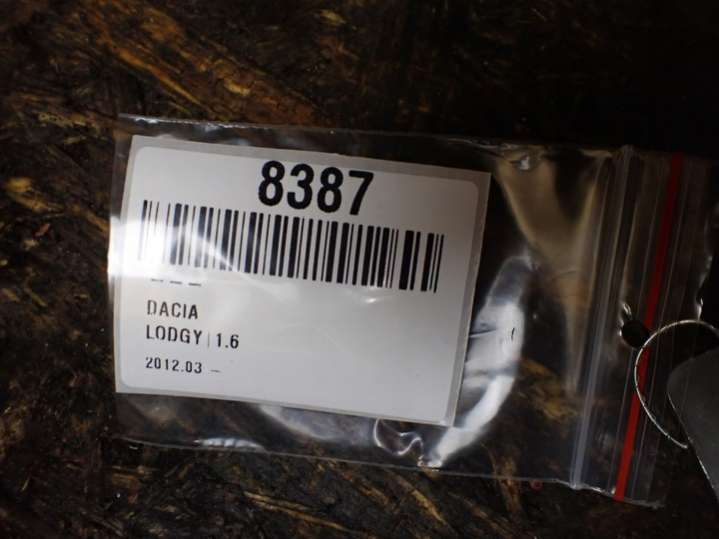 8387
DACIA
LODGY | 1.6
2012.03 –